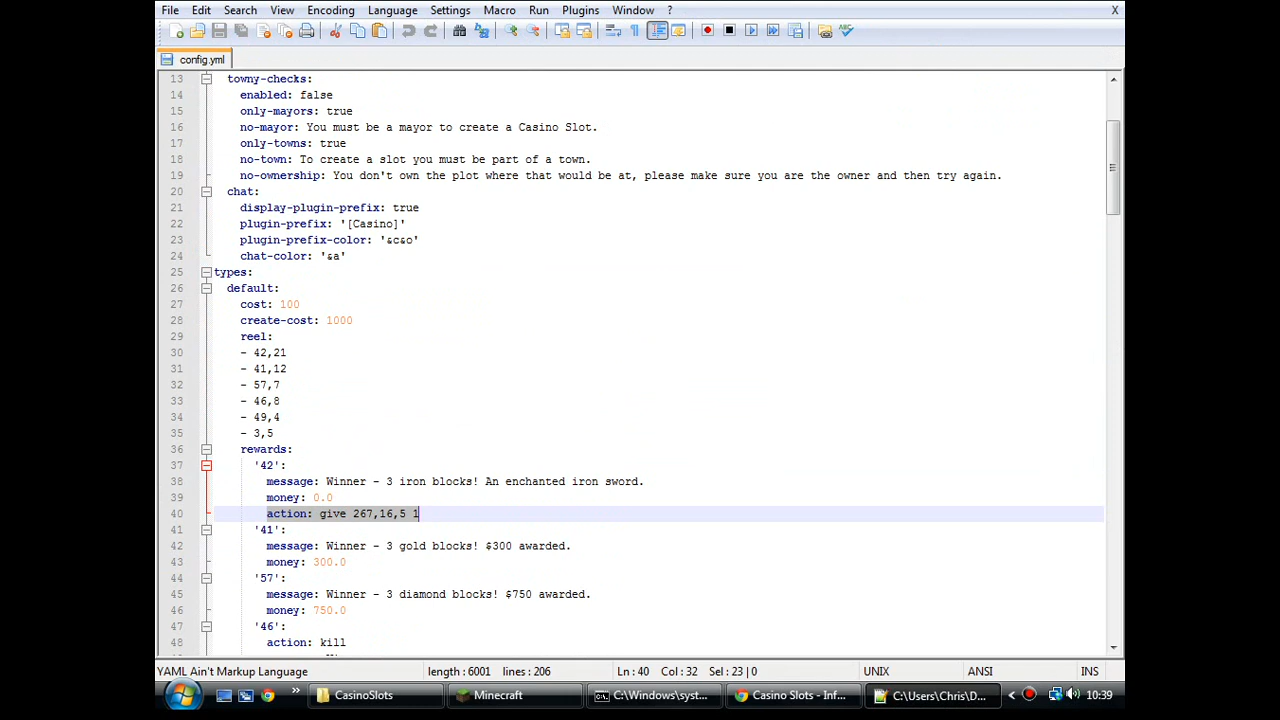 File Edit Search View Encoding Language Settings Macro Run Plugins Window ? X
config.yml
13 towny-checks:
14 enabled: false
15 only-mayors: true
16 no-mayor: You must be a mayor to create a Casino Slot.
17 only-towns: true
18 no-town: To create a slot you must be part of a town.
19 no-ownership: You don't own the plot where that would be at, please make sure you are the owner and then try again.
20 chat:
21 display-plugin-prefix: true
22 plugin-prefix: '[Casino]'
23 plugin-prefix-color: '&c&o'
24 chat-color: '&a'
25 types:
26 default:
27 cost: 100
28 create-cost: 1000
29 reel:
30 - 42,21
31 - 41,12
32 - 57,7
33 - 46,8
34 - 49,4
35 - 3,5
36 rewards:
37 '42':
38 message: Winner - 3 iron blocks! An enchanted iron sword.
39 money: 0.0
40 action: give 267,16,5 1
41 '41':
42 message: Winner - 3 gold blocks! $300 awarded.
43 money: 300.0
44 '57':
45 message: Winner - 3 diamond blocks! $750 awarded.
46 money: 750.0
47 '46':
48 action: kill
YAML Ain't Markup Language length : 6001 lines : 206 Ln : 40 Col : 32 Sel : 23 | 0 UNIX ANSI INS
CasinoSlots Minecraft C:\Windows\syst... Casino Slots - Inf... C:\Users\Chris\D... 10:39